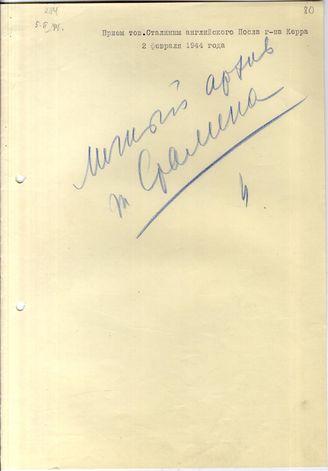 80
Прием тов.Сталиным английского Посла г-на Керра
2 февраля 1944 года
личный архив
т Сталина